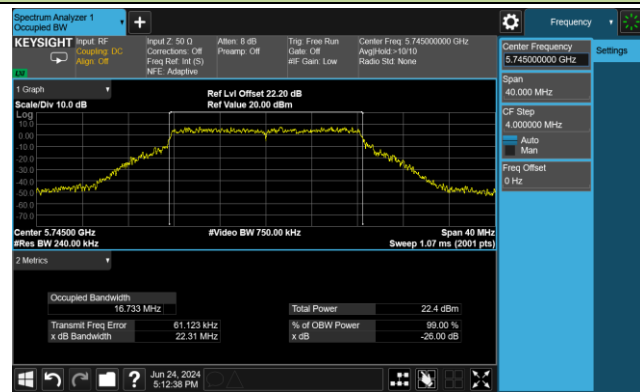 Spectrum Analyzer 1
Occupied BW
+
Frequency
KEYSIGHT
Input: RF
Coupling: DC
Align: Off
Input Z: 50 Ω
Corrections: Off
Freq Ref: Int (S)
NFE: Adaptive
Atten: 8 dB
Preamp: Off
Trig: Free Run
Gate: Off
#IF Gain: Low
Center Freq: 5.745000000 GHz
Avg|Hold:>10/10
Radio Std: None
Center Frequency
5.745000000 GHz
Settings
Span
40.000 MHz
CF Step
4.000000 MHz
Auto
Man
Freq Offset
0 Hz
1 Graph
Scale/Div 10.0 dB
Ref Lvl Offset 22.20 dB
Ref Value 20.00 dBm
Log
10.0
0.00
-10.0
-20.0
-30.0
-40.0
-50.0
-60.0
-70.0
Center 5.74500 GHz
#Res BW 240.00 kHz
#Video BW 750.00 kHz
Span 40 MHz
Sweep 1.07 ms (2001 pts)
2 Metrics
Occupied Bandwidth
16.733 MHz
Total Power 22.4 dBm
Transmit Freq Error 61.123 kHz
% of OBW Power 99.00 %
x dB Bandwidth 22.31 MHz
x dB -26.00 dB
?
Jun 24, 2024
5:12:38 PM